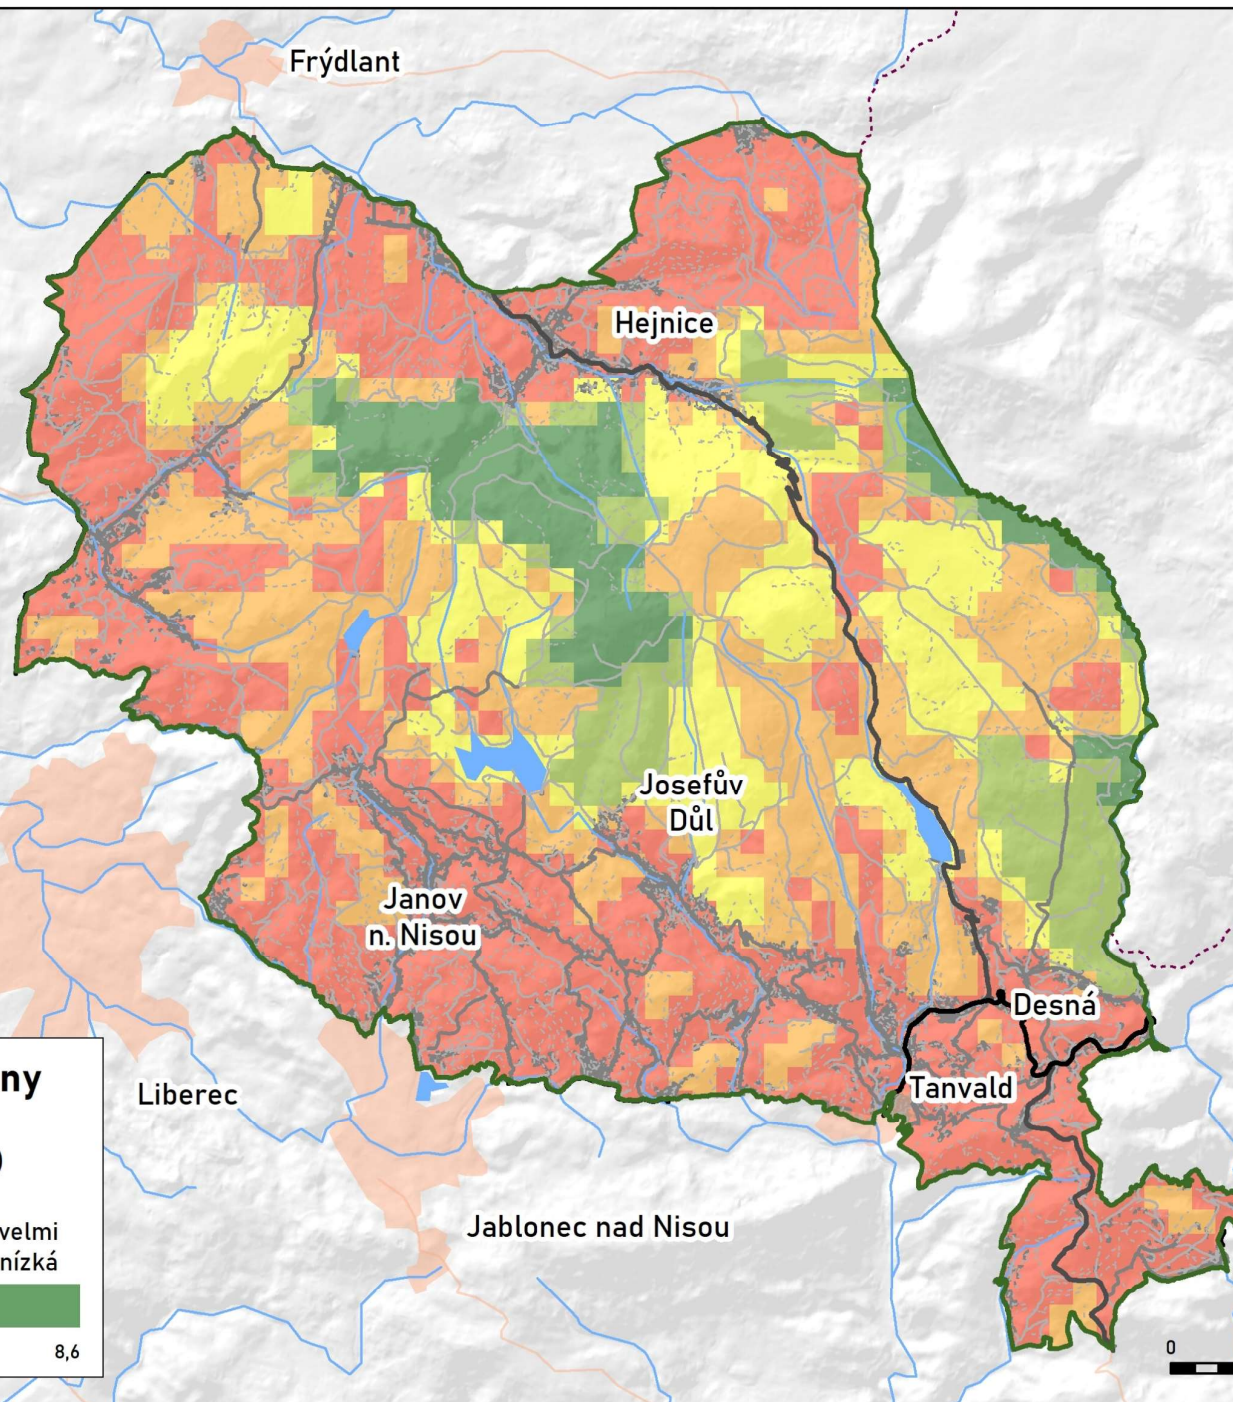 Frýdlant
Hejnice
Josefův
Důl
Janov
n. Nisou
Desná
Tanvald
Liberec
Jablonec nad Nisou
ny
)
velmi
nízká
8,6
0